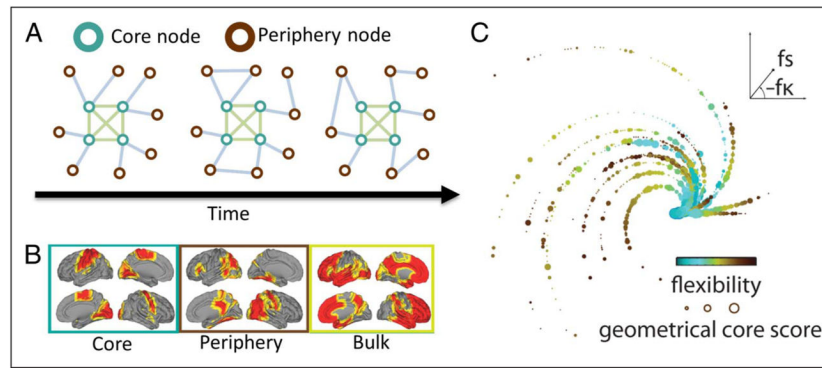 A
Core node
Periphery node
Time
B
Core
Periphery
Bulk
C
fs
-fκ
flexibility
geometrical core score